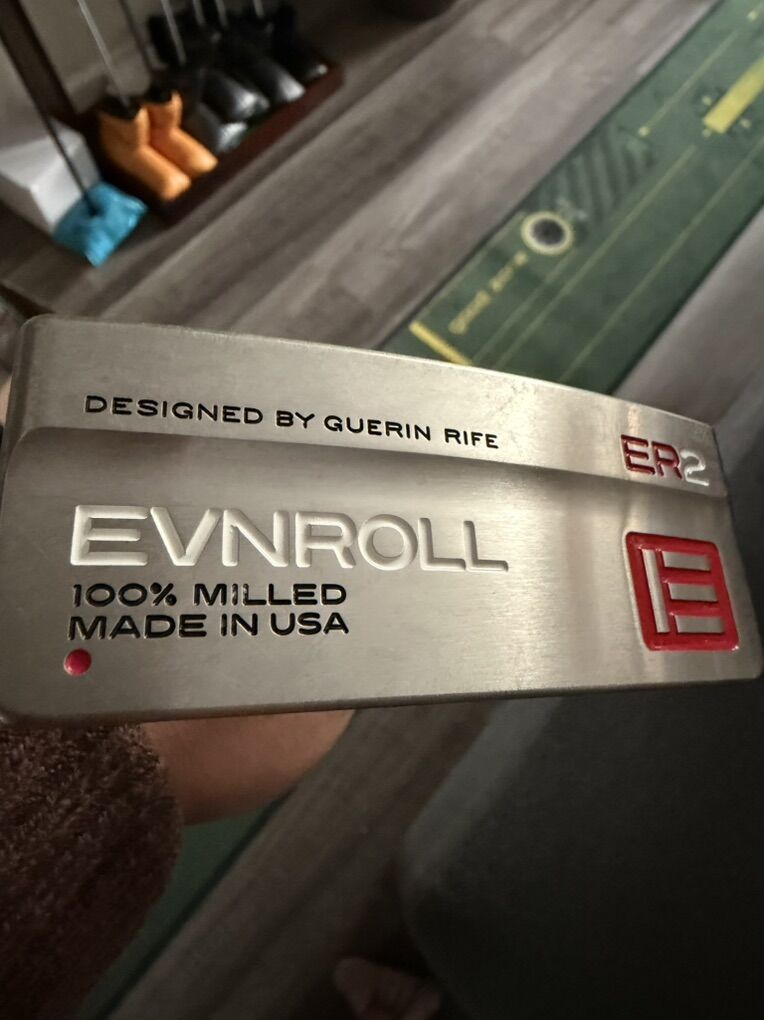 DESIGNED BY GUERIN RIFE
ER2
EVNROLL
100% MILLED
MADE IN USA
E